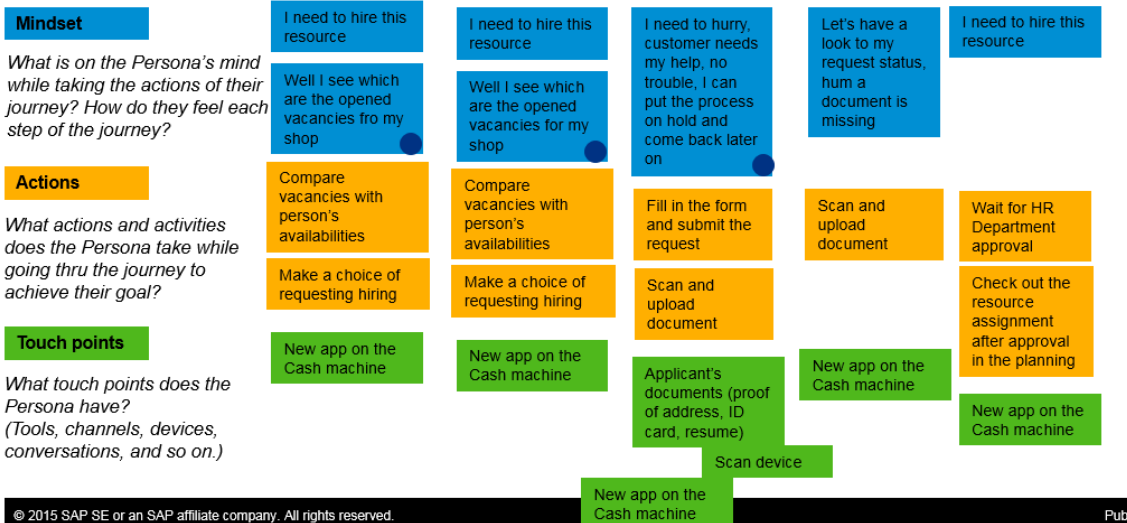 Mindset
What is on the Persona's mind
while taking the actions of their
journey? How do they feel each
step of the journey?
I need to hire this
resource
Well I see which
are the opened
vacancies fro my
shop
I need to hire this
resource
Well I see which
are the opened
vacancies for my
shop
I need to hurry,
customer needs
my help, no
trouble, I can
put the process
on hold and
come back later
on
Let's have a
look to my
request status,
hum a
document is
missing
I need to hire this
resource
Actions
What actions and activities
does the Persona take while
going thru the journey to
achieve their goal?
Compare
vacancies with
person's
availabilities
Make a choice of
requesting hiring
Compare
vacancies with
person's
availabilities
Make a choice of
requesting hiring
Fill in the form
and submit the
request
Scan and
upload
document
Scan and
upload
document
Wait for HR
Department
approval
Check out the
resource
assignment
after approval
in the planning
Touch points
What touch points does the
Persona have?
(Tools, channels, devices,
conversations, and so on.)
New app on the
Cash machine
New app on the
Cash machine
Applicant's
documents (proof
of address, ID
card, resume)
Scan device
New app on the
Cash machine
New app on the
Cash machine
New app on the
Cash machine
© 2015 SAP SE or an SAP affiliate company. All rights reserved.
Pub